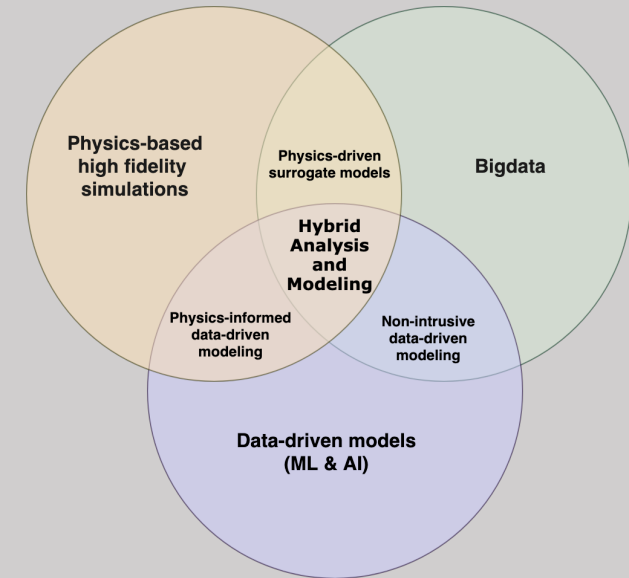 Physics-based
high fidelity
simulations
Physics-driven
surrogate models
Bigdata
Hybrid
Analysis
and
Modeling
Physics-informed
data-driven
modeling
Non-intrusive
data-driven
modeling
Data-driven models
(ML & AI)